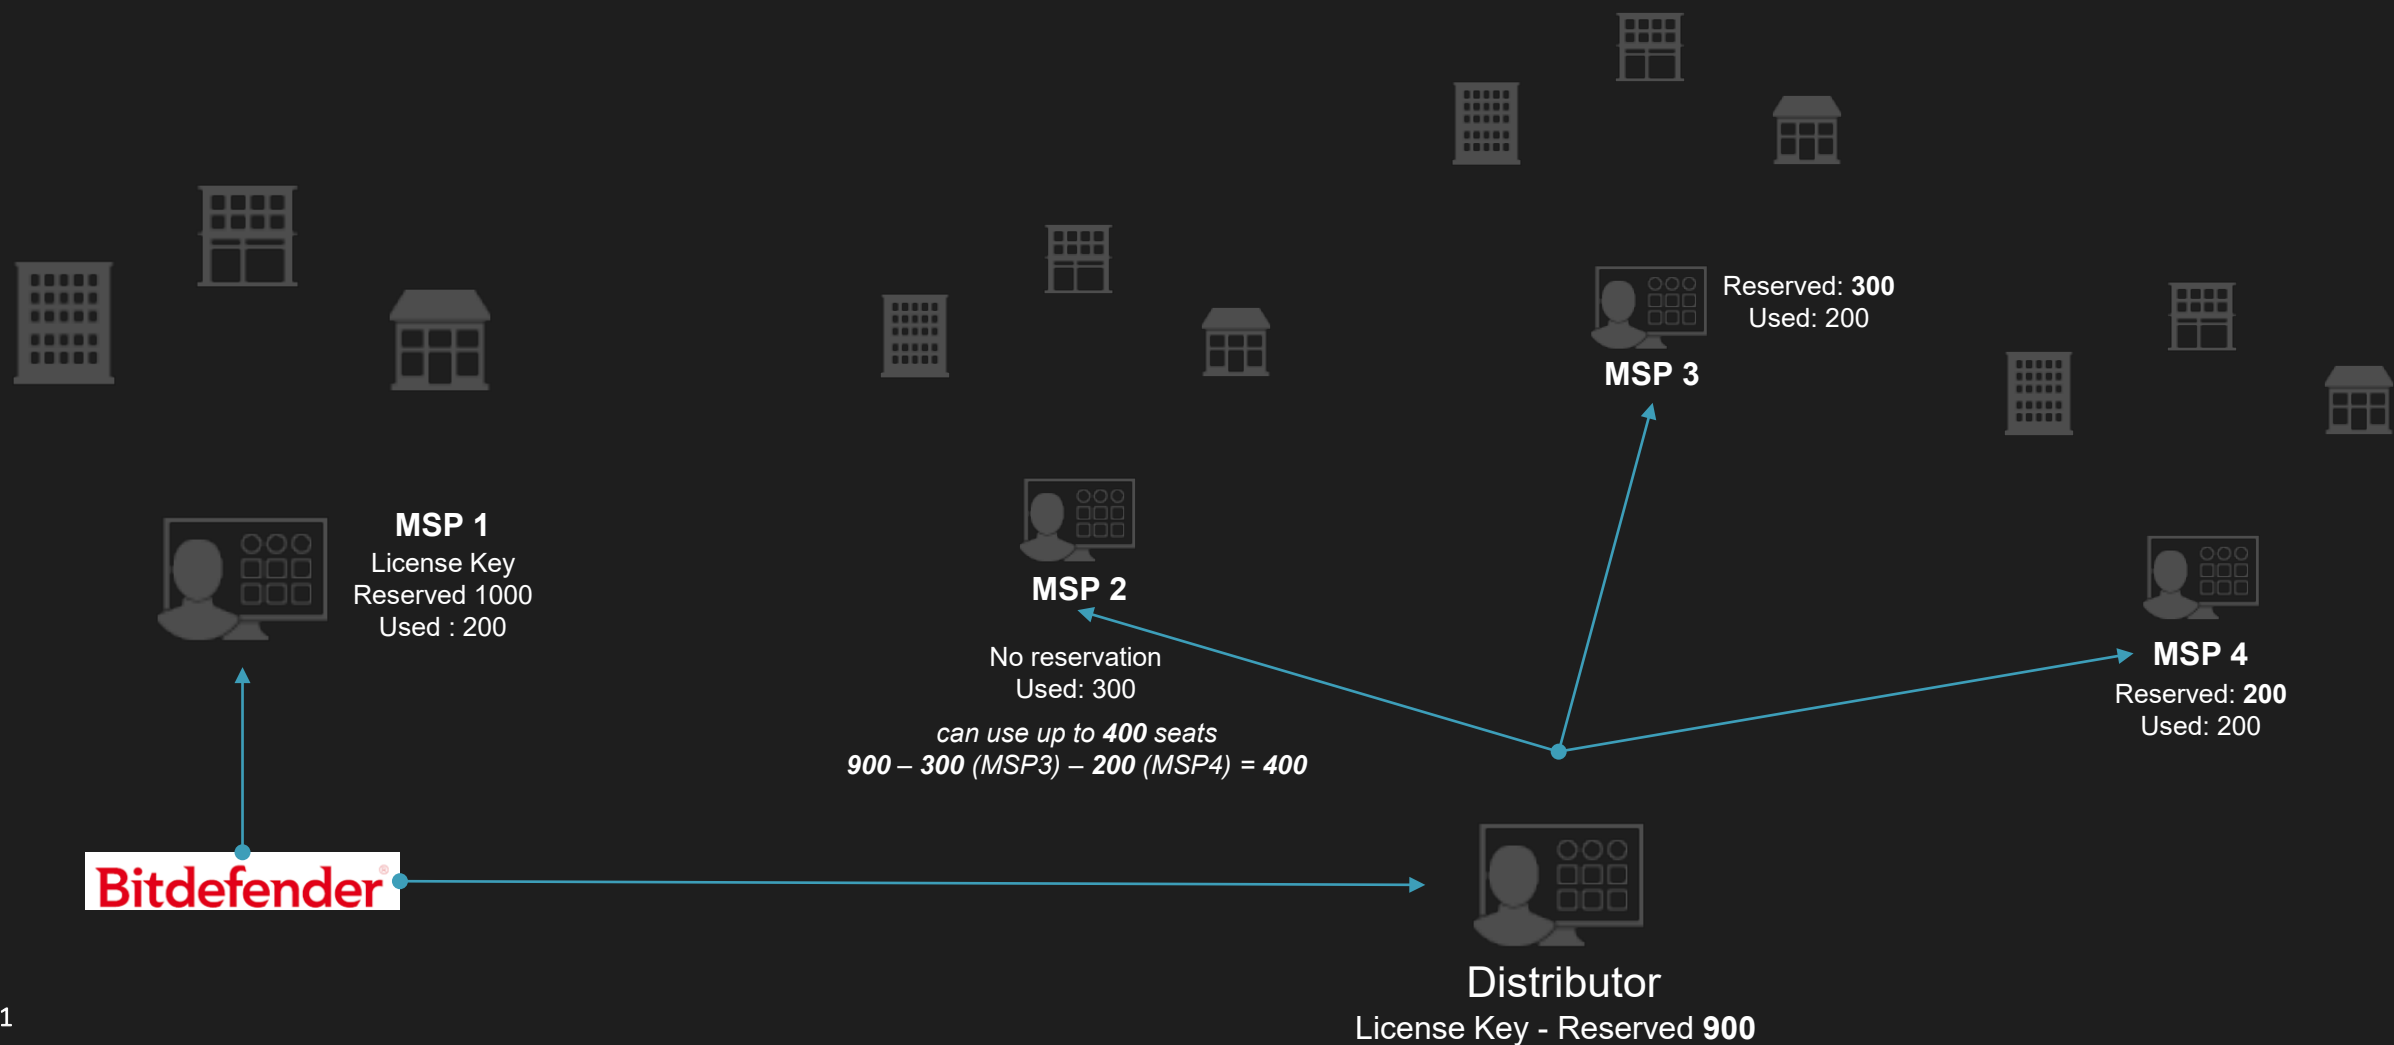 Reserved: 300
Used: 200
MSP 3
MSP 1
License Key
Reserved 1000
Used : 200
MSP 2
No reservation
Used: 300
can use up to 400 seats
900 – 300 (MSP3) – 200 (MSP4) = 400
MSP 4
Reserved: 200
Used: 200
Bitdefender®
Distributor
License Key - Reserved 900
1